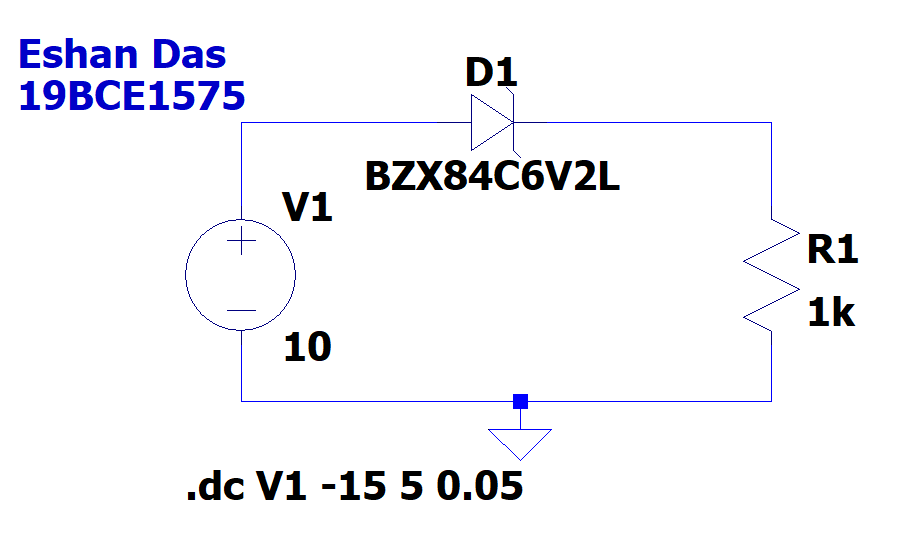 Eshan Das
19BCE1575
D1
BZX84C6V2L
V1
10
R1
1k
.dc V1 -15 5 0.05